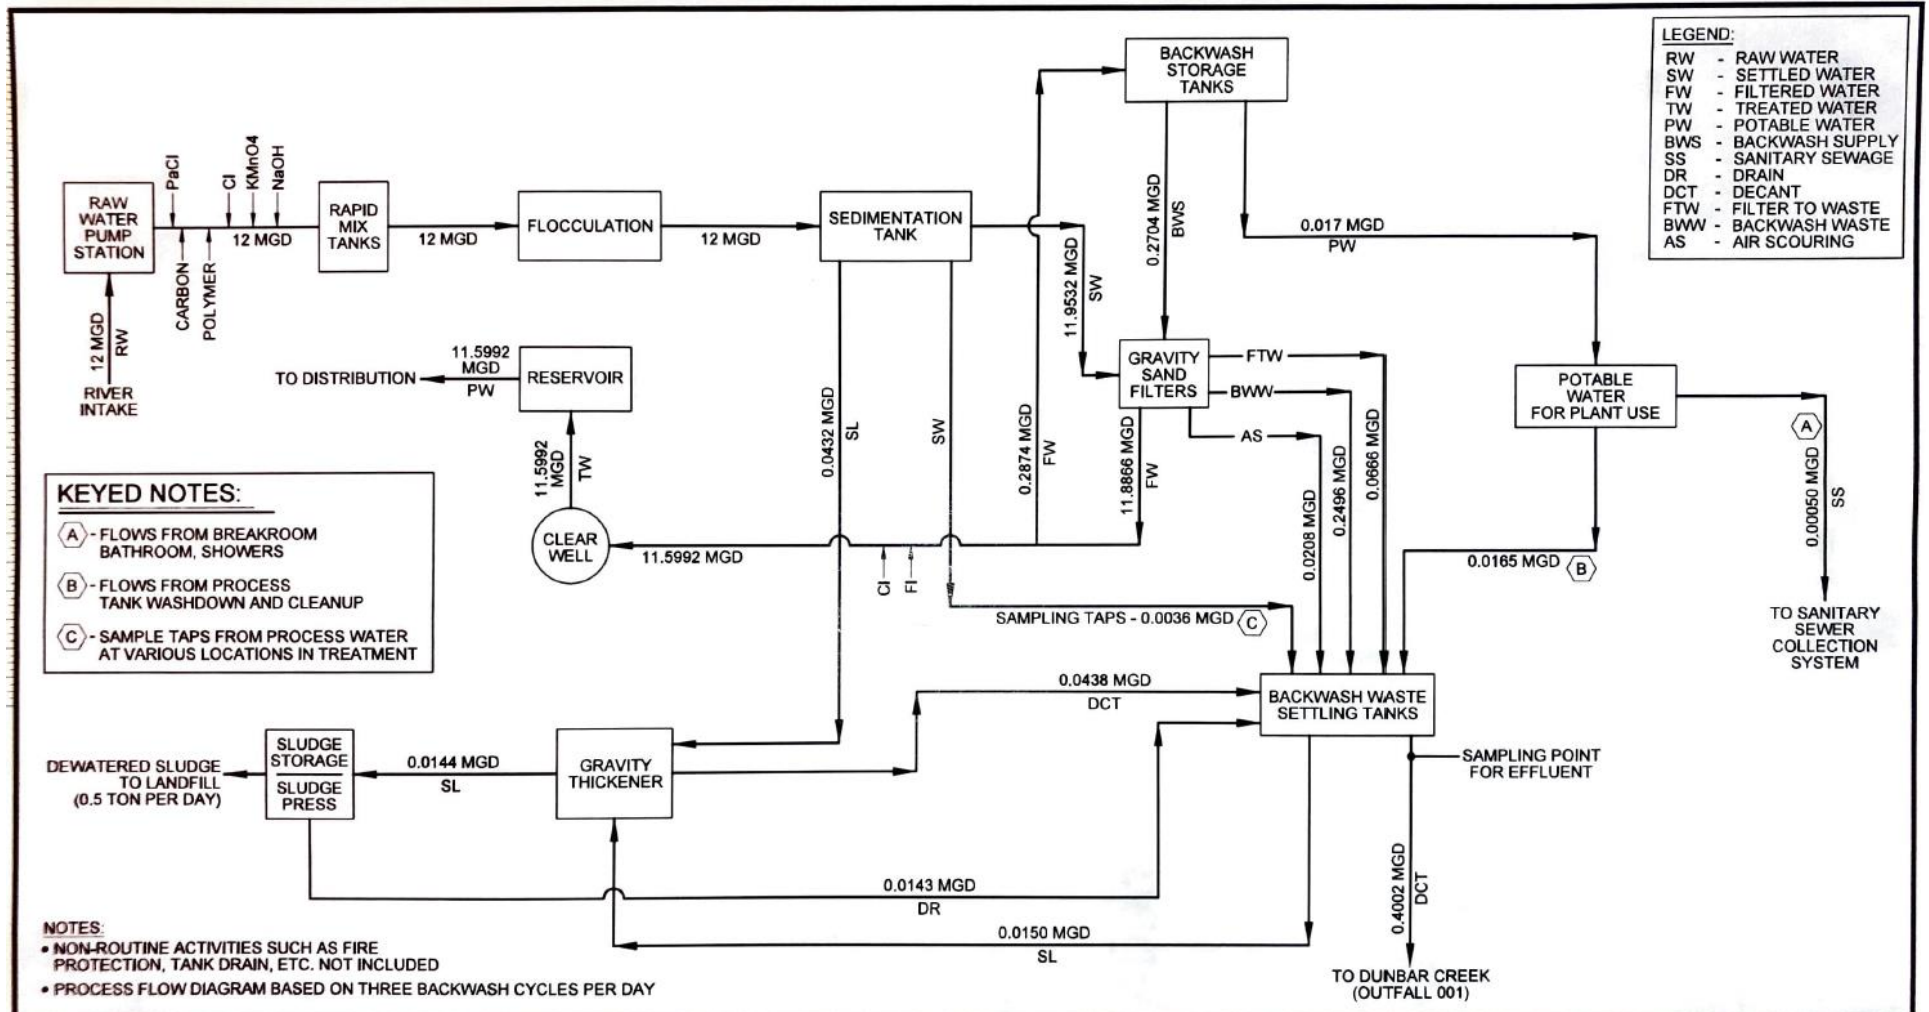 BACKWASH
STORAGE
TANKS
LEGEND:
RW - RAW WATER
SW - SETTLED WATER
FW - FILTERED WATER
TW - TREATED WATER
PW - POTABLE WATER
BWS - BACKWASH SUPPLY
SS - SANITARY SEWAGE
DR - DRAIN
DCT - DECANT
FTW - FILTER TO WASTE
BWW - BACKWASH WASTE
AS - AIR SCOURING
RAW
WATER
PUMP
STATION
PaCl
Cl
KMnO4
NaOH
12 MGD
CARBON
POLYMER
RAPID
MIX
TANKS
12 MGD
FLOCCULATION
12 MGD
SEDIMENTATION
TANK
0.2704 MGD
BWS
0.017 MGD
PW
11.9532 MGD
SW
12 MGD
RW
RIVER
INTAKE
TO DISTRIBUTION
11.5992
MGD
PW
RESERVOIR
11.5992
MGD
TW
CLEAR
WELL
11.5992 MGD
Cl
Fl
0.0432 MGD
SL
SW
0.2874 MGD
FW
GRAVITY
SAND
FILTERS
FTW
BWW
AS
11.8866 MGD
FW
0.0208 MGD
0.2496 MGD
0.0666 MGD
POTABLE
WATER
FOR PLANT USE
A
0.00050 MGD
SS
0.0165 MGD B
TO SANITARY
SEWER
COLLECTION
SYSTEM
KEYED NOTES:
A - FLOWS FROM BREAKROOM
BATHROOM, SHOWERS
B - FLOWS FROM PROCESS
TANK WASHDOWN AND CLEANUP
C - SAMPLE TAPS FROM PROCESS WATER
AT VARIOUS LOCATIONS IN TREATMENT
SAMPLING TAPS - 0.0036 MGD C
0.0438 MGD
DCT
BACKWASH WASTE
SETTLING TANKS
SAMPLING POINT
FOR EFFLUENT
DEWATERED SLUDGE
TO LANDFILL
(0.5 TON PER DAY)
SLUDGE
STORAGE
SLUDGE
PRESS
0.0144 MGD
SL
GRAVITY
THICKENER
0.0143 MGD
DR
0.0150 MGD
SL
0.4002 MGD
DCT
TO DUNBAR CREEK
(OUTFALL 001)
NOTES:
• NON-ROUTINE ACTIVITIES SUCH AS FIRE
PROTECTION, TANK DRAIN, ETC. NOT INCLUDED
• PROCESS FLOW DIAGRAM BASED ON THREE BACKWASH CYCLES PER DAY